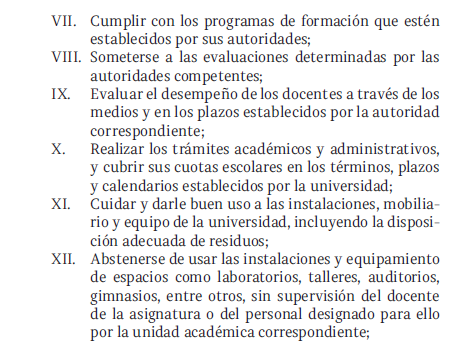 VII. Cumplir con los programas de formación que estén
establecidos por sus autoridades;
VIII. Someterse a las evaluaciones determinadas por las
autoridades competentes;
IX. Evaluar el desempeño de los docentes a través de los
medios y en los plazos establecidos por la autoridad
correspondiente;
X. Realizar los trámites académicos y administrativos,
y cubrir sus cuotas escolares en los términos, plazos
y calendarios establecidos por la universidad;
XI. Cuidar y darle buen uso a las instalaciones, mobilia-
rio y equipo de la universidad, incluyendo la disposi-
ción adecuada de residuos;
XII. Abstenerse de usar las instalaciones y equipamiento
de espacios como laboratorios, talleres, auditorios,
gimnasios, entre otros, sin supervisión del docente
de la asignatura o del personal designado para ello
por la unidad académica correspondiente;